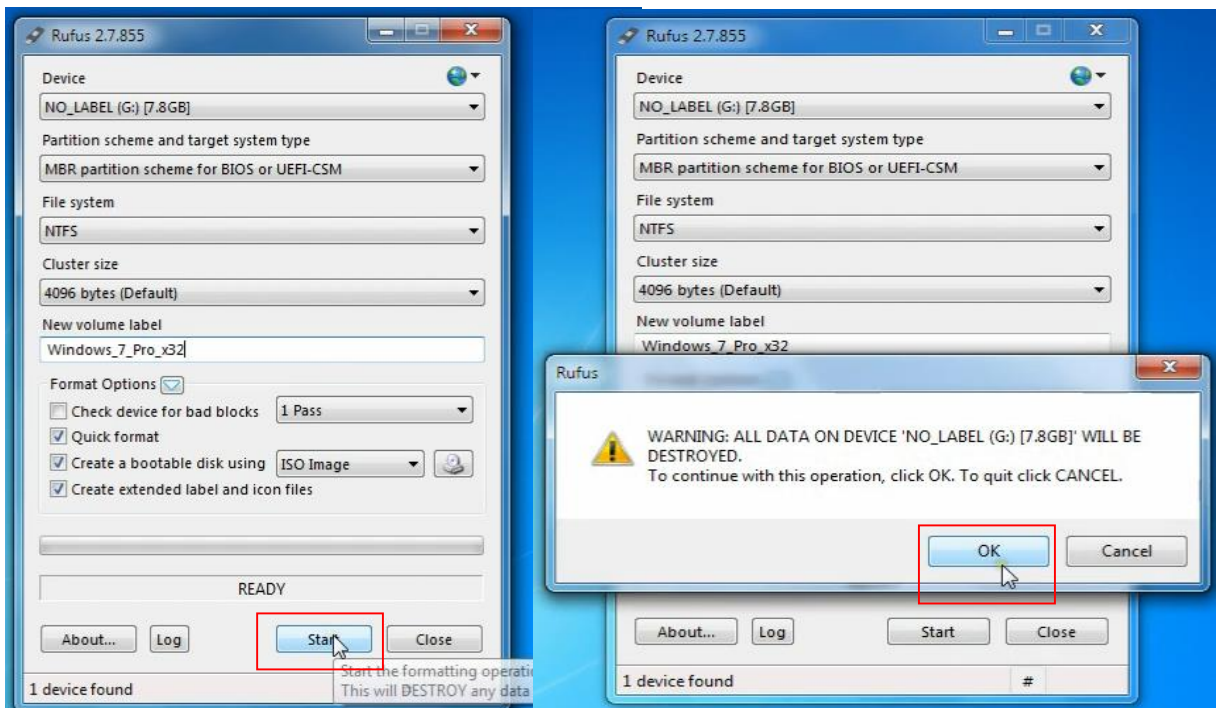 Rufus 2.7.855
Device
NO_LABEL (G:) [7.8GB]
Partition scheme and target system type
MBR partition scheme for BIOS or UEFI-CSM
File system
NTFS
Cluster size
4096 bytes (Default)
New volume label
Windows_7_Pro_x32
Format Options
Check device for bad blocks 1 Pass
Quick format
Create a bootable disk using ISO Image
Create extended label and icon files
READY
About... Log Start Close
Start the formatting
This will DESTROY any data
1 device found
Rufus 2.7.855
Device
NO_LABEL (G:) [7.8GB]
Partition scheme and target system type
MBR partition scheme for BIOS or UEFI-CSM
File system
NTFS
Cluster size
4096 bytes (Default)
New volume label
Windows_7_Pro_x32
Rufus
WARNING: ALL DATA ON DEVICE 'NO_LABEL (G:) [7.8GB]' WILL BE
DESTROYED.
To continue with this operation, click OK. To quit click CANCEL.
OK Cancel
About... Log Start Close
1 device found #